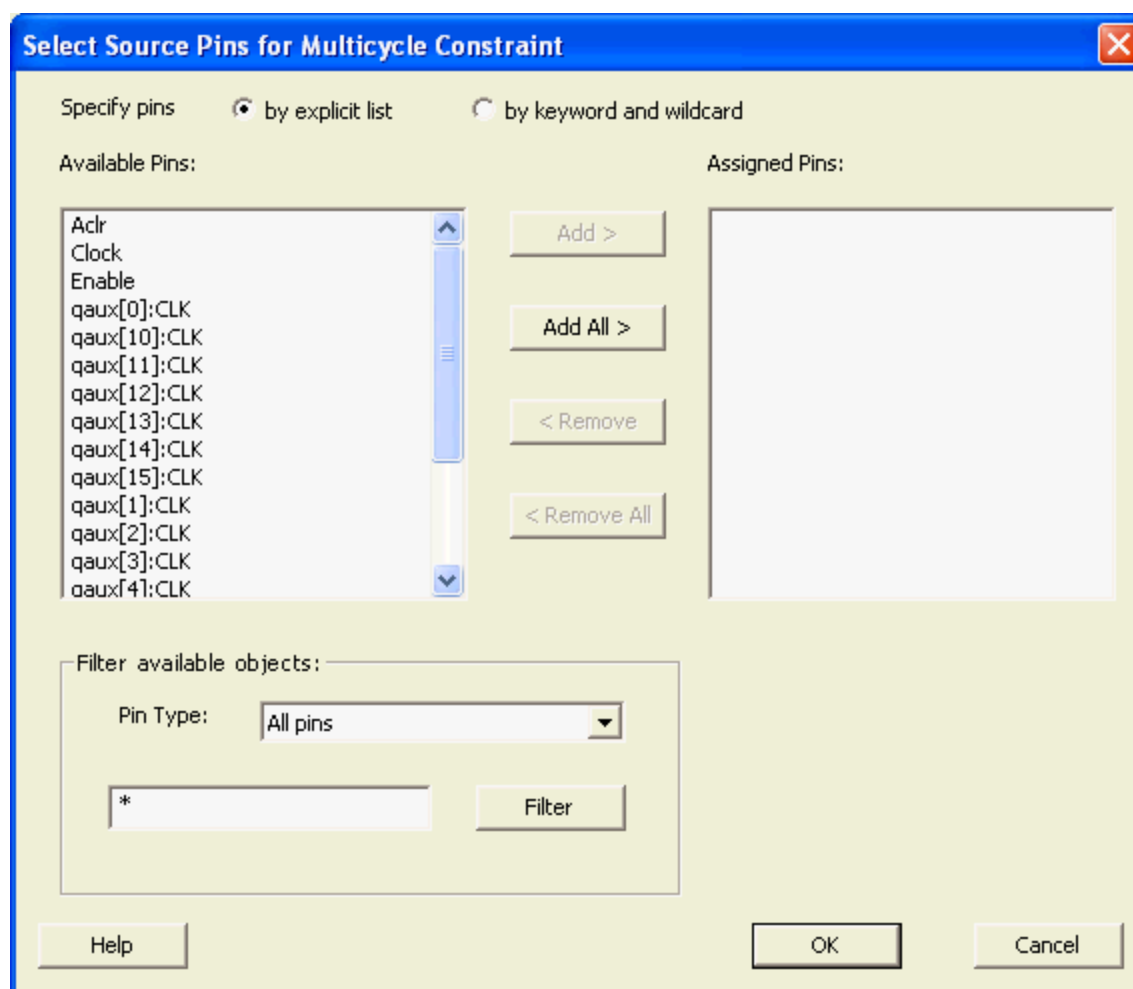 Select Source Pins for Multicycle Constraint
Specify pins by explicit list by keyword and wildcard
Available Pins: Assigned Pins:
Aclr
Clock
Enable
qaux[0]:CLK
qaux[10]:CLK
qaux[11]:CLK
qaux[12]:CLK
qaux[13]:CLK
qaux[14]:CLK
qaux[15]:CLK
qaux[1]:CLK
qaux[2]:CLK
qaux[3]:CLK
qaux[4]:CLK
Add >
Add All >
< Remove
< Remove All
Filter available objects:
Pin Type: All pins
* Filter
Help OK Cancel